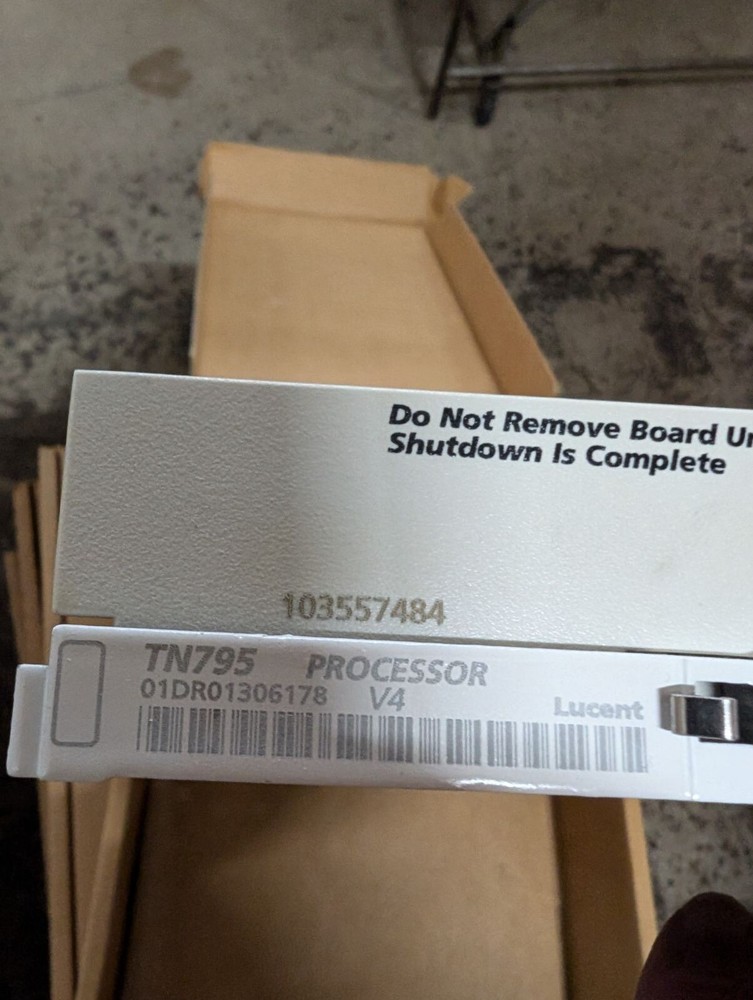 Do Not Remove Board
Shutdown Is Complete
103557484
TN795 PROCESSOR
01DR01306178 V4 Lucent